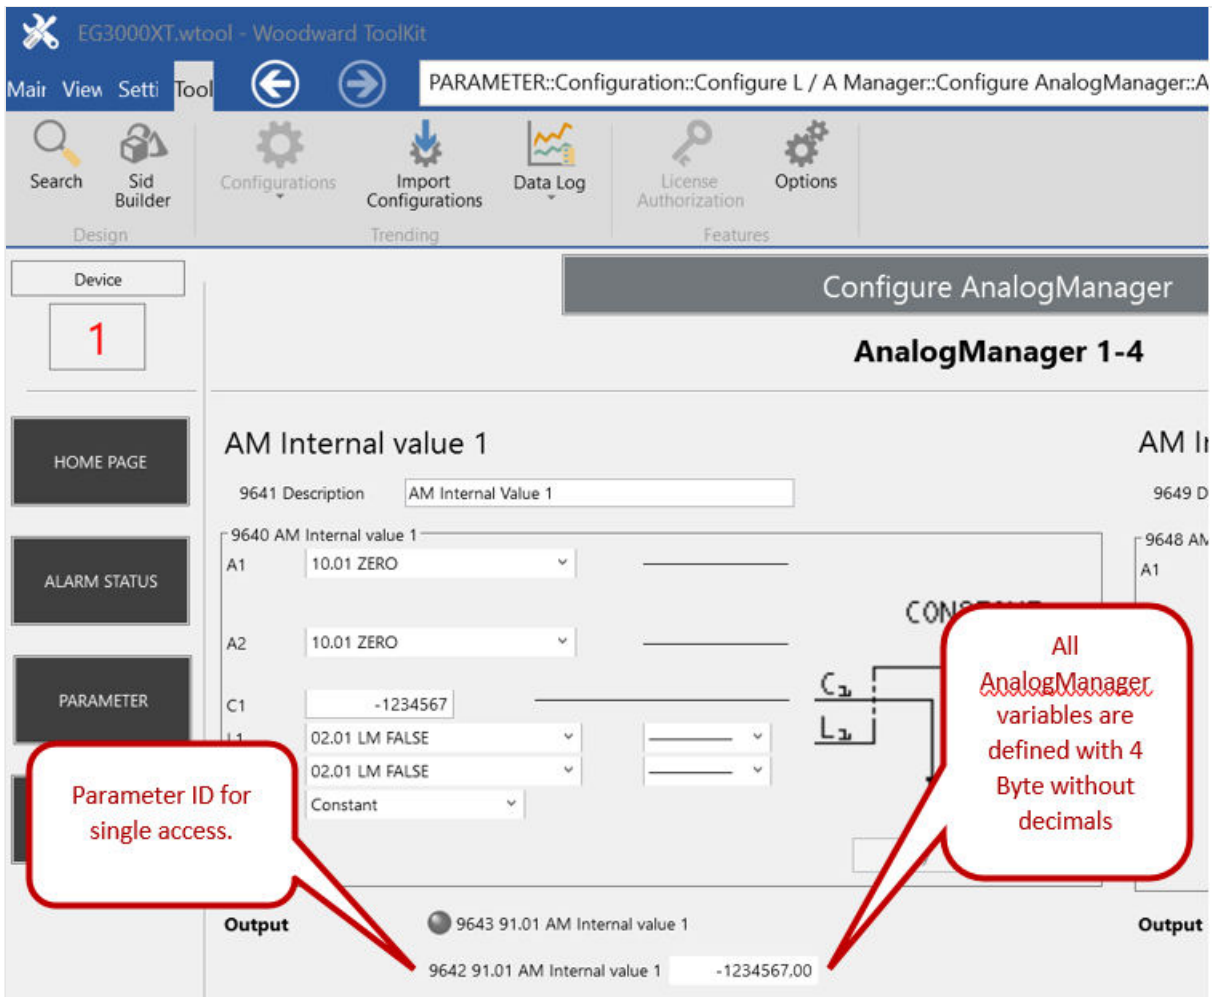 EG3000XT.wtool - Woodward ToolKit
Mair View Setti Tool
PARAMETER::Configuration::Configure L / A Manager::Configure AnalogManager::A
Search
Sid
Builder
Configurations
Import
Configurations
Data Log
License
Authorization
Options
Design
Trending
Features
Device
1
Configure AnalogManager
AnalogManager 1-4
HOME PAGE
ALARM STATUS
PARAMETER
AM Internal value 1
9641 Description
AM Internal Value 1
9640 AM Internal value 1
A1
10.01 ZERO
A2
10.01 ZERO
C1
-1234567
L1
02.01 LM FALSE
02.01 LM FALSE
Constant
C1
L1
AM
9649 D
9648 AM
A1
Parameter ID for
single access.
All
AnalogManager
variables are
defined with 4
Byte without
decimals
Output
9643 91.01 AM Internal value 1
9642 91.01 AM Internal value 1
-1234567,00
Output